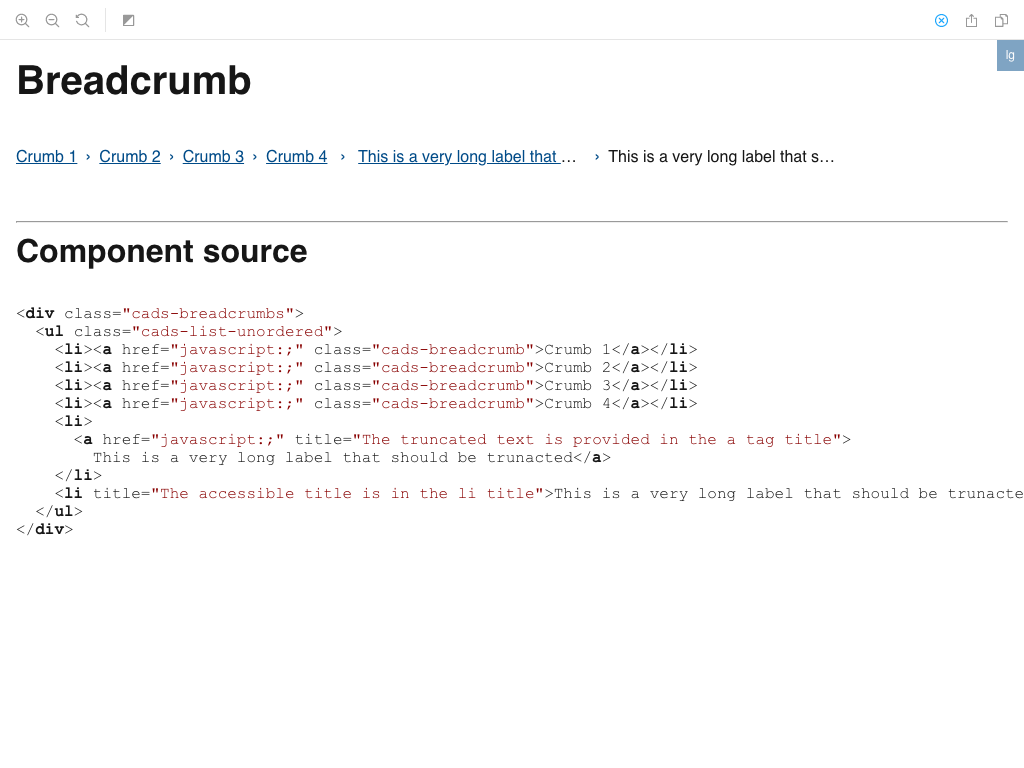 lg
Breadcrumb
Crumb 1 › Crumb 2 › Crumb 3 › Crumb 4 › This is a very long label that … › This is a very long label that s…
Component source
<div class="cads-breadcrumbs">
  <ul class="cads-list-unordered">
    <li><a href="javascript:;" class="cads-breadcrumb">Crumb 1</a></li>
    <li><a href="javascript:;" class="cads-breadcrumb">Crumb 2</a></li>
    <li><a href="javascript:;" class="cads-breadcrumb">Crumb 3</a></li>
    <li><a href="javascript:;" class="cads-breadcrumb">Crumb 4</a></li>
    <li>
      <a href="javascript:;" title="The truncated text is provided in the a tag title">
        This is a very long label that should be trunacted</a>
    </li>
    <li title="The accessible title is in the li title">This is a very long label that should be trunacte
  </ul>
</div>